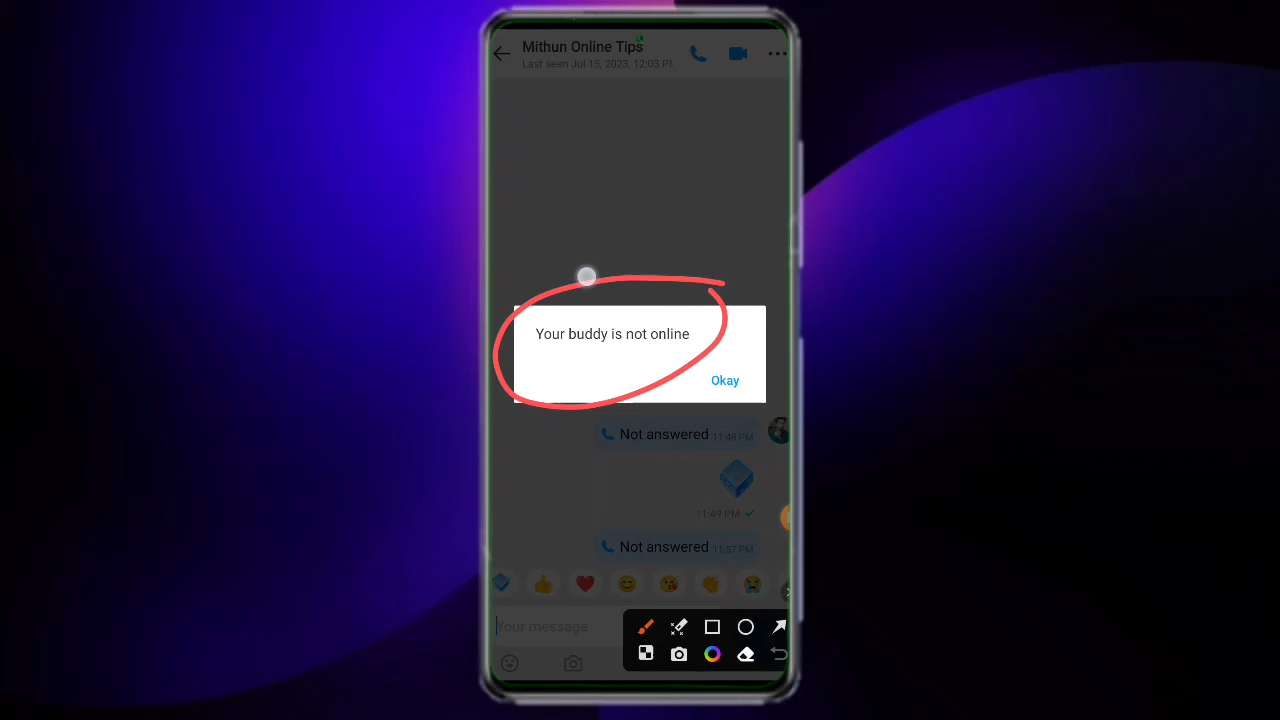 Mithun Online Tips
Last seen Jul 15, 2023, 12:03 P
Your buddy is not online
Okay
Not answered 11:48 PM
11:49 PM
Not answered 11:57 PM
Your message